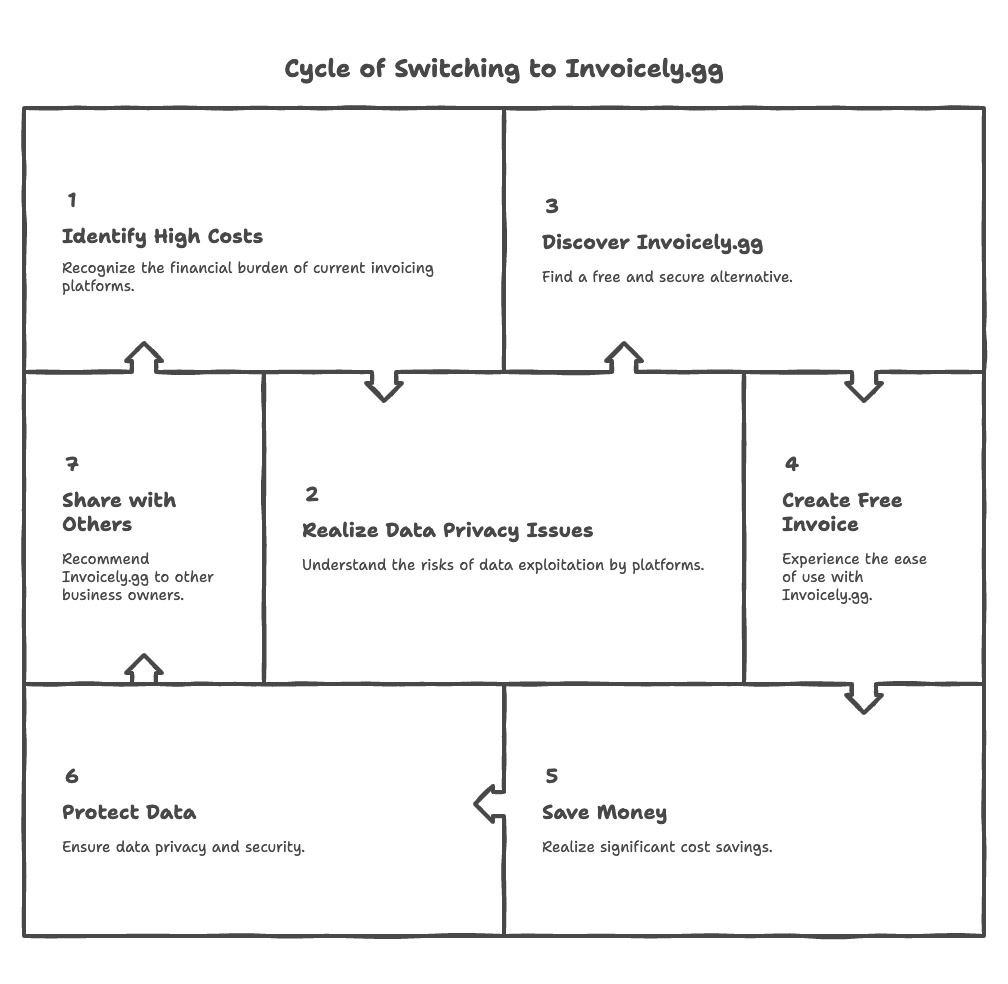 Cycle of Switching to Invoicely.gg
1
Identify High Costs
Recognize the financial burden of current invoicing
platforms.
3
Discover Invoicely.gg
Find a free and secure alternative.
7
Share with
Others
Recommend
Invoicely.gg to other
business owners.
2
Realize Data Privacy Issues
Understand the risks of data exploitation by platforms.
4
Create Free
Invoice
Experience the ease
of use with
Invoicely.gg.
6
Protect Data
Ensure data privacy and security.
5
Save Money
Realize significant cost savings.